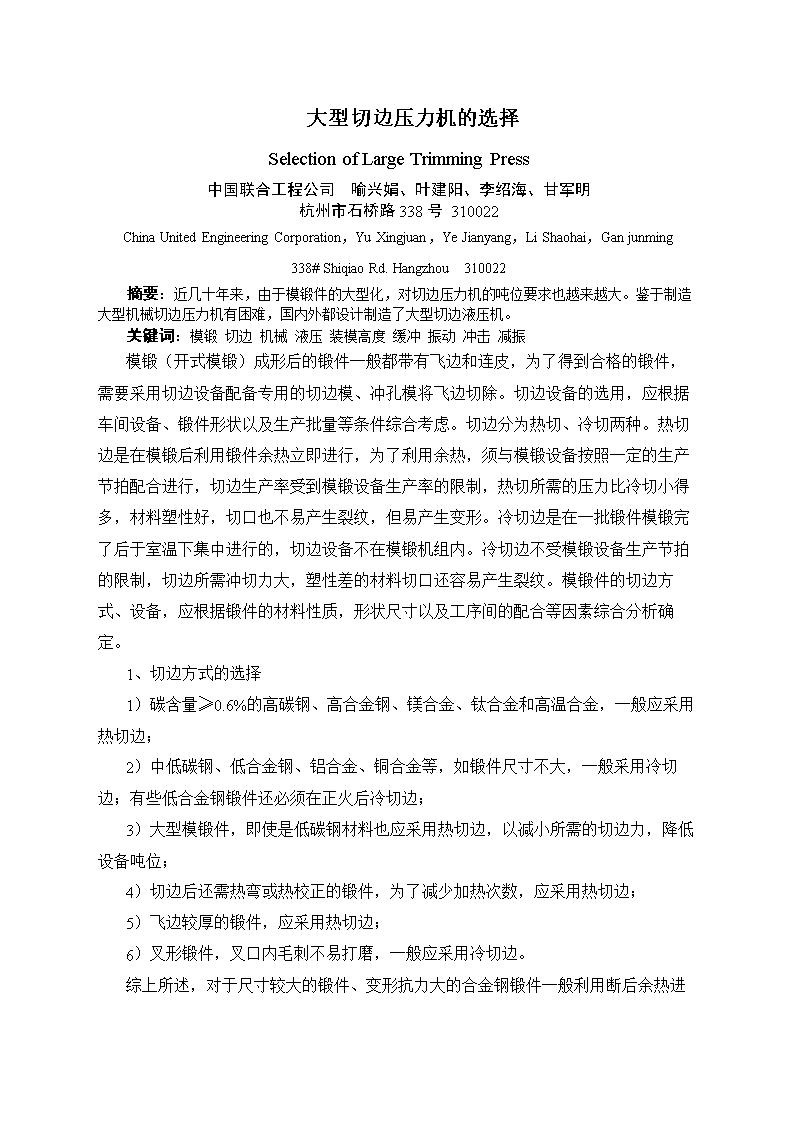 大型切边压力机的选择
Selection of Large Trimming Press
中国联合工程公司　喻兴娟、叶建阳、李绍海、甘军明
杭州市石桥路 338 号 310022
China United Engineering Corporation，Yu Xingjuan，Ye Jianyang，Li Shaohai，Gan junming
338# Shiqiao Rd. Hangzhou　310022
摘要：近几十年来，由于模锻件的大型化，对切边压力机的吨位要求也越来越大。鉴于制造
大型机械切边压力机有困难，国内外都设计制造了大型切边液压机。
关键词：模锻 切边 机械 液压 装模高度 缓冲 振动 冲击 减振
模锻（开式模锻）成形后的锻件一般都带有飞边和连皮，为了得到合格的锻件，
需要采用切边设备配备专用的切边模、冲孔模将飞边切除。切边设备的选用，应根据
车间设备、锻件形状以及生产批量等条件综合考虑。切边分为热切、冷切两种。热切
边是在模锻后利用锻件余热立即进行，为了利用余热，须与模锻设备按照一定的生产
节拍配合进行，切边生产率受到模锻设备生产率的限制，热切所需的压力比冷切小得
多，材料塑性好，切口也不易产生裂纹，但易产生变形。冷切边是在一批锻件模锻完
了后于室温下集中进行的，切边设备不在模锻机组内。冷切边不受模锻设备生产节拍
的限制，切边所需冲切力大，塑性差的材料切口还容易产生裂纹。模锻件的切边方
式、设备，应根据锻件的材料性质，形状尺寸以及工序间的配合等因素综合分析确
定。
1、切边方式的选择
1）碳含量≥0.6%的高碳钢、高合金钢、镁合金、钛合金和高温合金，一般应采用
热切边；
2）中低碳钢、低合金钢、铝合金、铜合金等，如锻件尺寸不大，一般采用冷切
边；有些低合金钢锻件还必须在正火后冷切边；
3）大型模锻件，即使是低碳钢材料也应采用热切边，以减小所需的切边力，降低
设备吨位；
4）切边后还需热弯或热校正的锻件，为了减少加热次数，应采用热切边；
5）飞边较厚的锻件，应采用热切边；
6）叉形锻件，叉口内毛刺不易打磨，一般应采用冷切边。
综上所述，对于尺寸较大的锻件、变形抗力大的合金钢锻件一般利用断后余热进